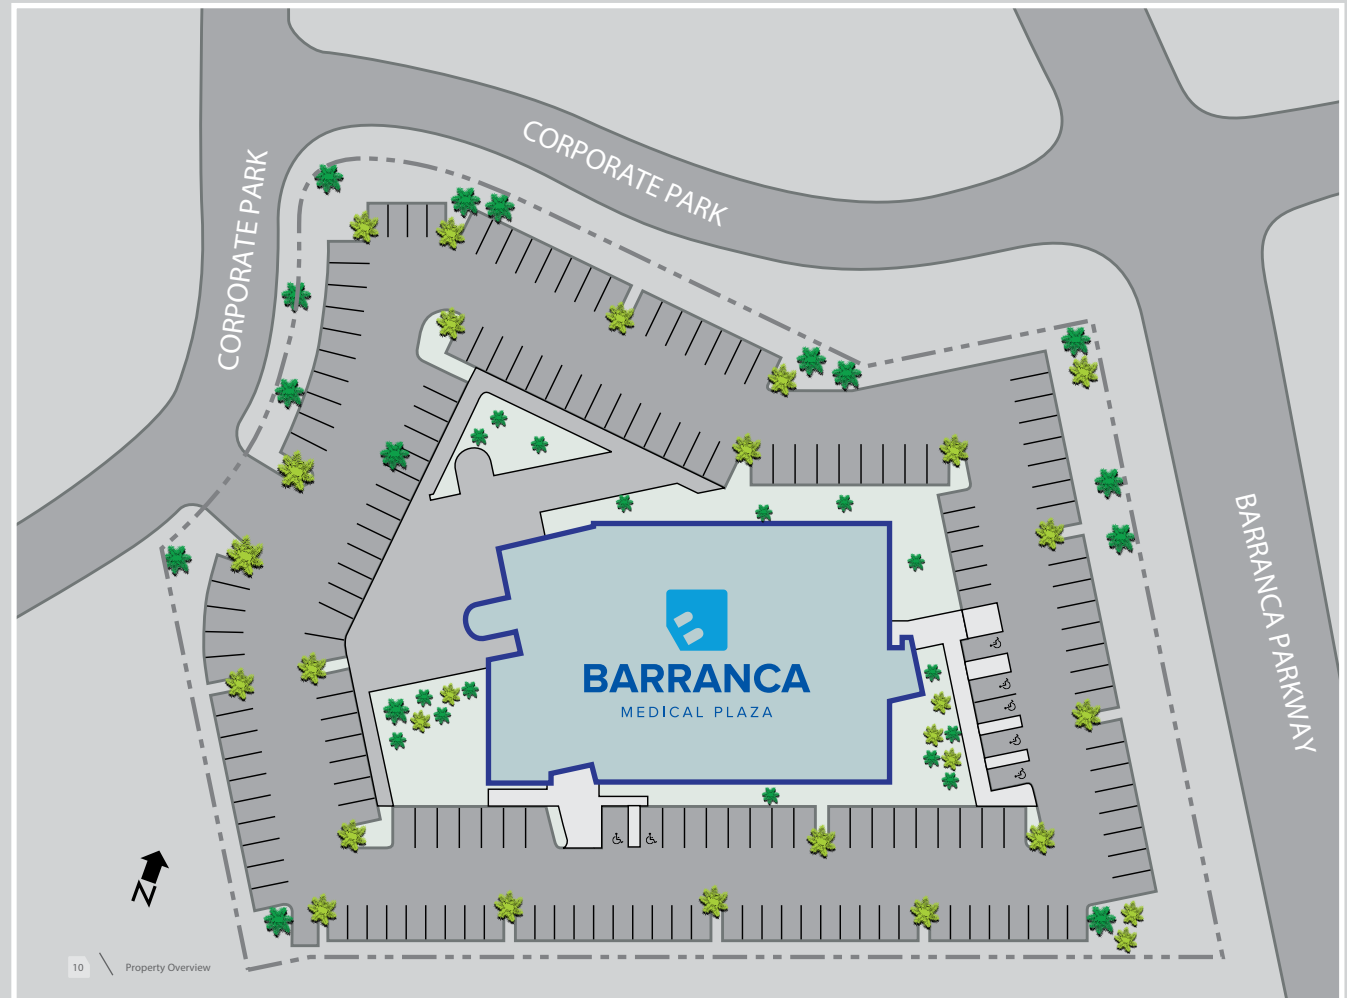 CORPORATE PARK
CORPORATE PARK
BARRANCA PARKWAY
BARRANCA
MEDICAL PLAZA
N
10
Property Overview